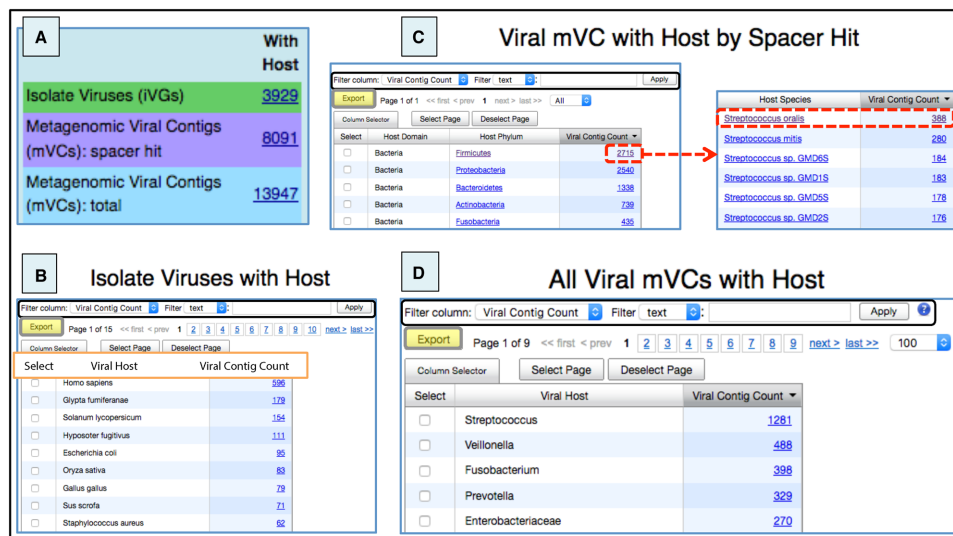 A
With
Host
Isolate Viruses (iVGs) 3929
Metagenomic Viral Contigs
(mVCs): spacer hit 8091
Metagenomic Viral Contigs
(mVCs): total 13947
C
Viral mVC with Host by Spacer Hit
Filter column: Viral Contig Count Filter text : Apply
Export Page 1 of 1 << first < prev 1 next > last >> All
Column Selector Select Page Deselect Page
Select Host Domain Host Phylum Viral Contig Count
Bacteria Firmicutes 2715
Bacteria Proteobacteria 2540
Bacteria Bacteroidetes 1338
Bacteria Actinobacteria 739
Bacteria Fusobacteria 435
Host Species Viral Contig Count
Streptococcus oralis 388
Streptococcus mitis 280
Streptococcus sp. GMD6S 184
Streptococcus sp. GMD1S 183
Streptococcus sp. GMD5S 178
Streptococcus sp. GMD2S 176
B
Isolate Viruses with Host
Filter column: Viral Contig Count Filter text : Apply
Export Page 1 of 15 << first < prev 1 2 3 4 5 6 7 8 9 10 next > last >>
Column Selector Select Page Deselect Page
Select Viral Host Viral Contig Count
Homo sapiens 596
Glypta fumiferanae 179
Solanum lycopersicum 154
Hyposoter fugitivus 111
Escherichia coli 95
Oryza sativa 83
Gallus gallus 79
Sus scrofa 71
Staphylococcus aureus 62
D
All Viral mVCs with Host
Filter column: Viral Contig Count Filter text : Apply ?
Export Page 1 of 9 << first < prev 1 2 3 4 5 6 7 8 9 next > last >> 100
Column Selector Select Page Deselect Page
Select Viral Host Viral Contig Count
Streptococcus 1281
Veillonella 488
Fusobacterium 398
Prevotella 329
Enterobacteriaceae 270